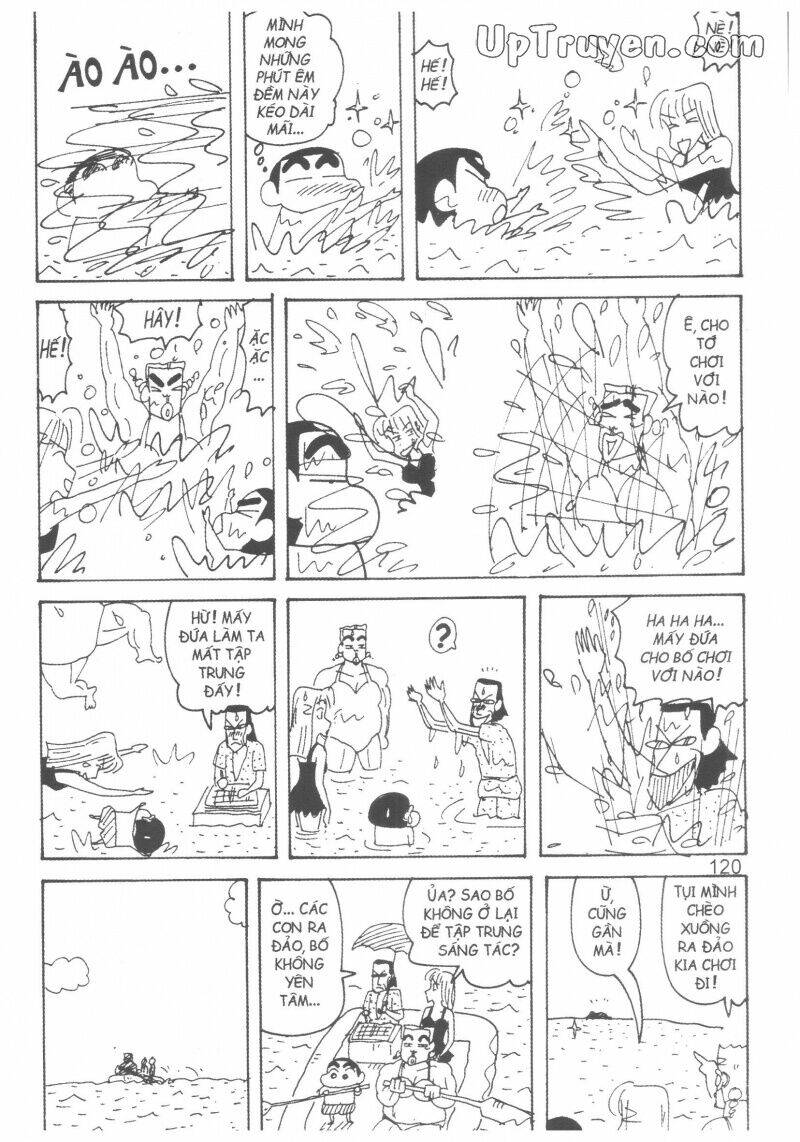 UpTruyen.com
NÈ!
HẾ!
HẾ!
MÌNH
MONG
NHỮNG
PHÚT ÊM
ĐỀM NÀY
KÉO DÀI
MÃI...
ÀO ÀO...
Ê, CHO
TỚ
CHƠI
VỚI
NÀO!
HÂY!
HẾ!
ẶC
ẶC
...
HA HA HA...
MẤY ĐỨA
CHO BỐ CHƠI
VỚI NÀO!
?
HỪ! MẤY
ĐỨA LÀM TA
MẤT TẬP
TRUNG
ĐẤY!
120
TỤI MÌNH
CHÈO
XUỒNG
RA ĐẢO
KIA CHƠI
ĐI!
Ừ,
CŨNG
GẦN
MÀ!
ỦA? SAO BỐ
KHÔNG Ở LẠI
ĐỂ TẬP TRUNG
SÁNG TÁC?
Ờ... CÁC
CON RA
ĐẢO, BỐ
KHÔNG
YÊN
TÂM...